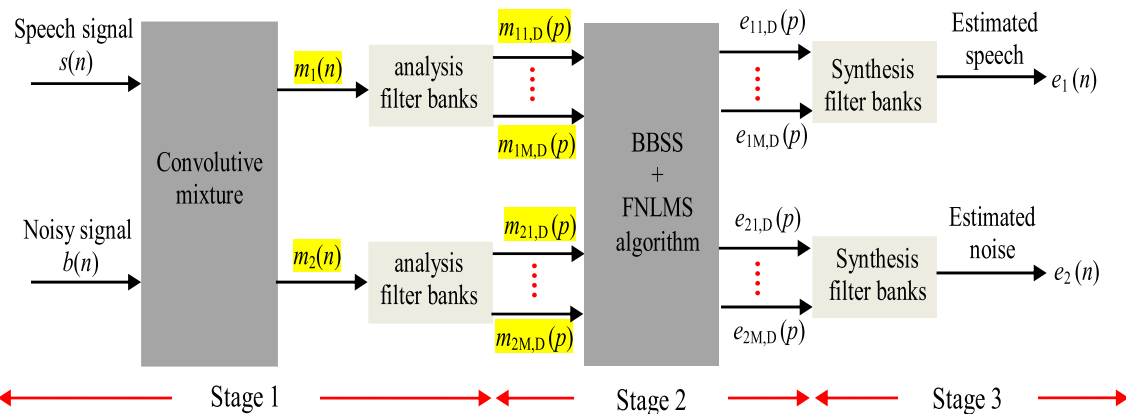 Speech signal
s(n)
Noisy signal
b(n)
Convolutive
mixture
m₁(n)
m₂(n)
analysis
filter banks
analysis
filter banks
m₁₁,D(p)
m₁M,D(p)
m₂₁,D(p)
m₂M,D(p)
BBSS
+
FNLMS
algorithm
e₁₁,D(p)
e₁M,D(p)
e₂₁,D(p)
e₂M,D(p)
Synthesis
filter banks
Synthesis
filter banks
Estimated
speech
e₁(n)
Estimated
noise
e₂(n)
Stage 1
Stage 2
Stage 3